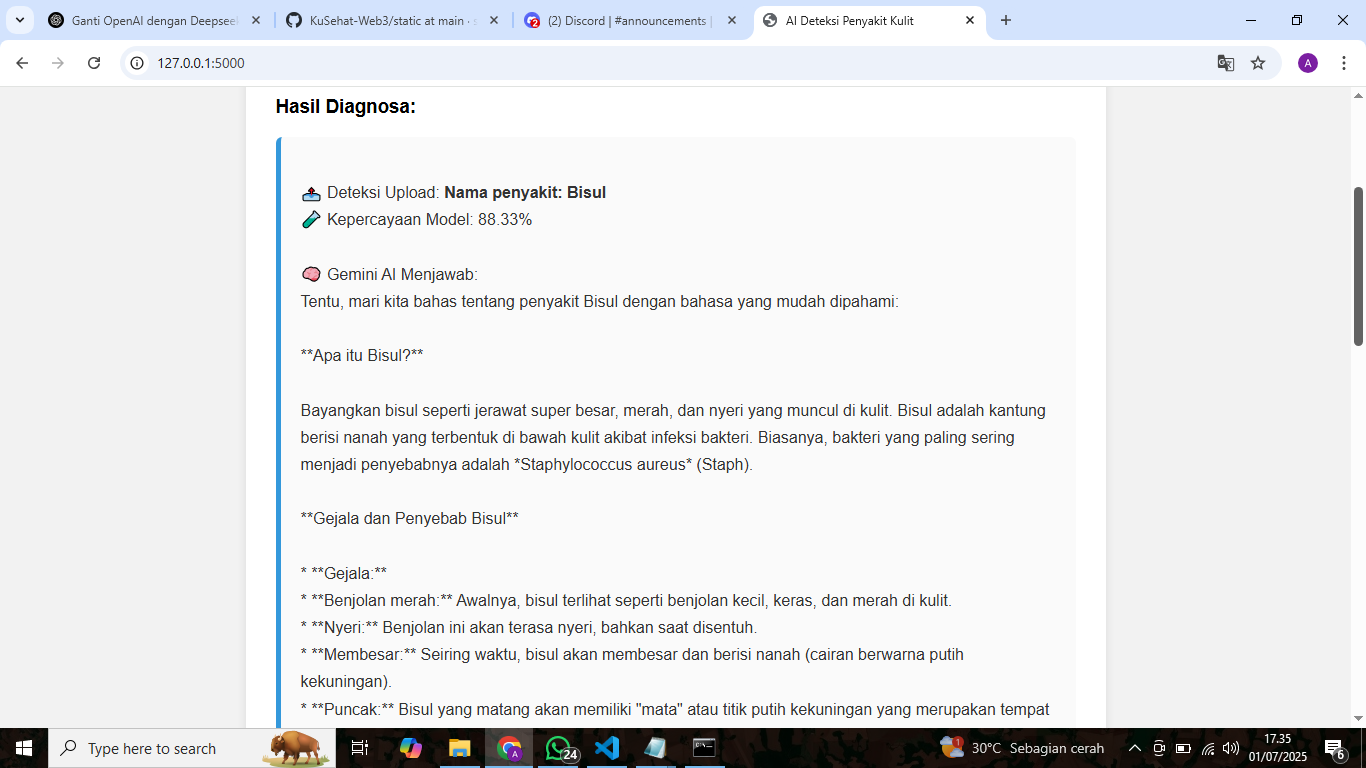 Ganti OpenAI dengan Deepseek
KuSehat-Web3/static at main ·
(2) Discord | #announcements |
AI Deteksi Penyakit Kulit
127.0.0.1:5000
A
Hasil Diagnosa:
Deteksi Upload: Nama penyakit: Bisul
Kepercayaan Model: 88.33%
Gemini AI Menjawab:
Tentu, mari kita bahas tentang penyakit Bisul dengan bahasa yang mudah dipahami:
**Apa itu Bisul?**
Bayangkan bisul seperti jerawat super besar, merah, dan nyeri yang muncul di kulit. Bisul adalah kantung
berisi nanah yang terbentuk di bawah kulit akibat infeksi bakteri. Biasanya, bakteri yang paling sering
menjadi penyebabnya adalah *Staphylococcus aureus* (Staph).
**Gejala dan Penyebab Bisul**
* **Gejala:**
* **Benjolan merah:** Awalnya, bisul terlihat seperti benjolan kecil, keras, dan merah di kulit.
* **Nyeri:** Benjolan ini akan terasa nyeri, bahkan saat disentuh.
* **Membesar:** Seiring waktu, bisul akan membesar dan berisi nanah (cairan berwarna putih
kekuningan).
* **Puncak:** Bisul yang matang akan memiliki "mata" atau titik putih kekuningan yang merupakan tempat
Type here to search
24
30°C Sebagian cerah
17.35
01/07/2025
6